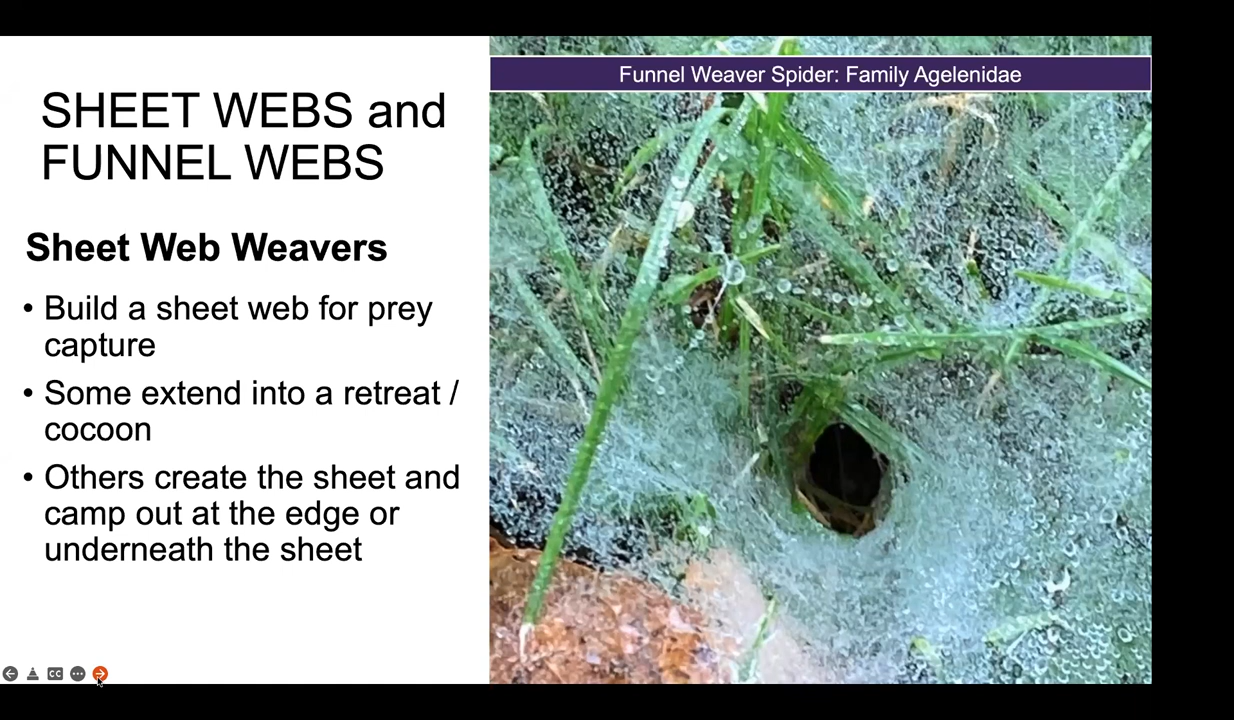 SHEET WEBS and
FUNNEL WEBS
Sheet Web Weavers
• Build a sheet web for prey
capture
• Some extend into a retreat /
cocoon
• Others create the sheet and
camp out at the edge or
underneath the sheet
Funnel Weaver Spider: Family Agelenidae
CC